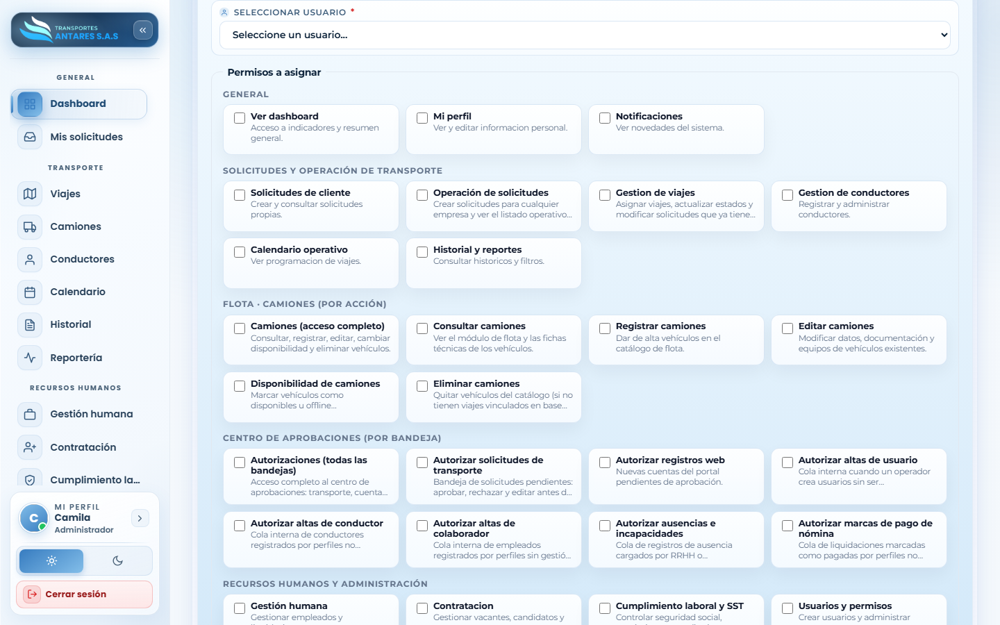 TRANSPORTES
ANTARES S.A.S
GENERAL
Dashboard
Mis solicitudes
TRANSPORTE
Viajes
Camiones
Conductores
Calendario
Historial
Reportería
RECURSOS HUMANOS
Gestión humana
Contratación
Cumplimiento la...
C
MI PERFIL
Camila
Administrador
Cerrar sesión
SELECCIONAR USUARIO *
Seleccione un usuario...
Permisos a asignar
GENERAL
Ver dashboard
Acceso a indicadores y resumen
general.
Mi perfil
Ver y editar informacion personal.
Notificaciones
Ver novedades del sistema.
SOLICITUDES Y OPERACIÓN DE TRANSPORTE
Solicitudes de cliente
Crear y consultar solicitudes
propias.
Operación de solicitudes
Crear solicitudes para cualquier
empresa y ver el listado operativo...
Gestion de viajes
Asignar viajes, actualizar estados y
modificar solicitudes que ya tiene...
Gestion de conductores
Registrar y administrar
conductores.
Calendario operativo
Ver programacion de viajes.
Historial y reportes
Consultar historicos y filtros.
FLOTA · CAMIONES (POR ACCIÓN)
Camiones (acceso completo)
Consultar, registrar, editar, cambiar
disponibilidad y eliminar vehículos.
Consultar camiones
Ver el módulo de flota y las fichas
técnicas de los vehículos.
Registrar camiones
Dar de alta vehículos en el
catálogo de flota.
Editar camiones
Modificar datos, documentación y
equipos de vehículos existentes.
Disponibilidad de camiones
Marcar vehículos como
disponibles u offline...
Eliminar camiones
Quitar vehículos del catálogo (si no
tienen viajes vinculados en base...
CENTRO DE APROBACIONES (POR BANDEJA)
Autorizaciones (todas las
bandejas)
Acceso completo al centro de
aprobaciones: transporte, cuenta...
Autorizar solicitudes de
transporte
Bandeja de solicitudes pendientes:
aprobar, rechazar y editar antes d...
Autorizar registros web
Nuevas cuentas del portal
pendientes de aprobación.
Autorizar altas de usuario
Cola interna cuando un operador
crea usuarios sin ser...
Autorizar altas de conductor
Cola interna de conductores
registrados por perfiles no...
Autorizar altas de
colaborador
Cola interna de empleados
registrados por perfiles sin gestió...
Autorizar ausencias e
incapacidades
Cola de registros de ausencia
cargados por RRHH o...
Autorizar marcas de pago de
nómina
Cola de liquidaciones marcadas
como pagadas por perfiles no...
RECURSOS HUMANOS Y ADMINISTRACIÓN
Gestión humana
Gestionar empleados y
Contratacion
Gestionar vacantes, candidatos y
Cumplimiento laboral y SST
Controlar seguridad social,
Usuarios y permisos
Crear usuarios y administrar